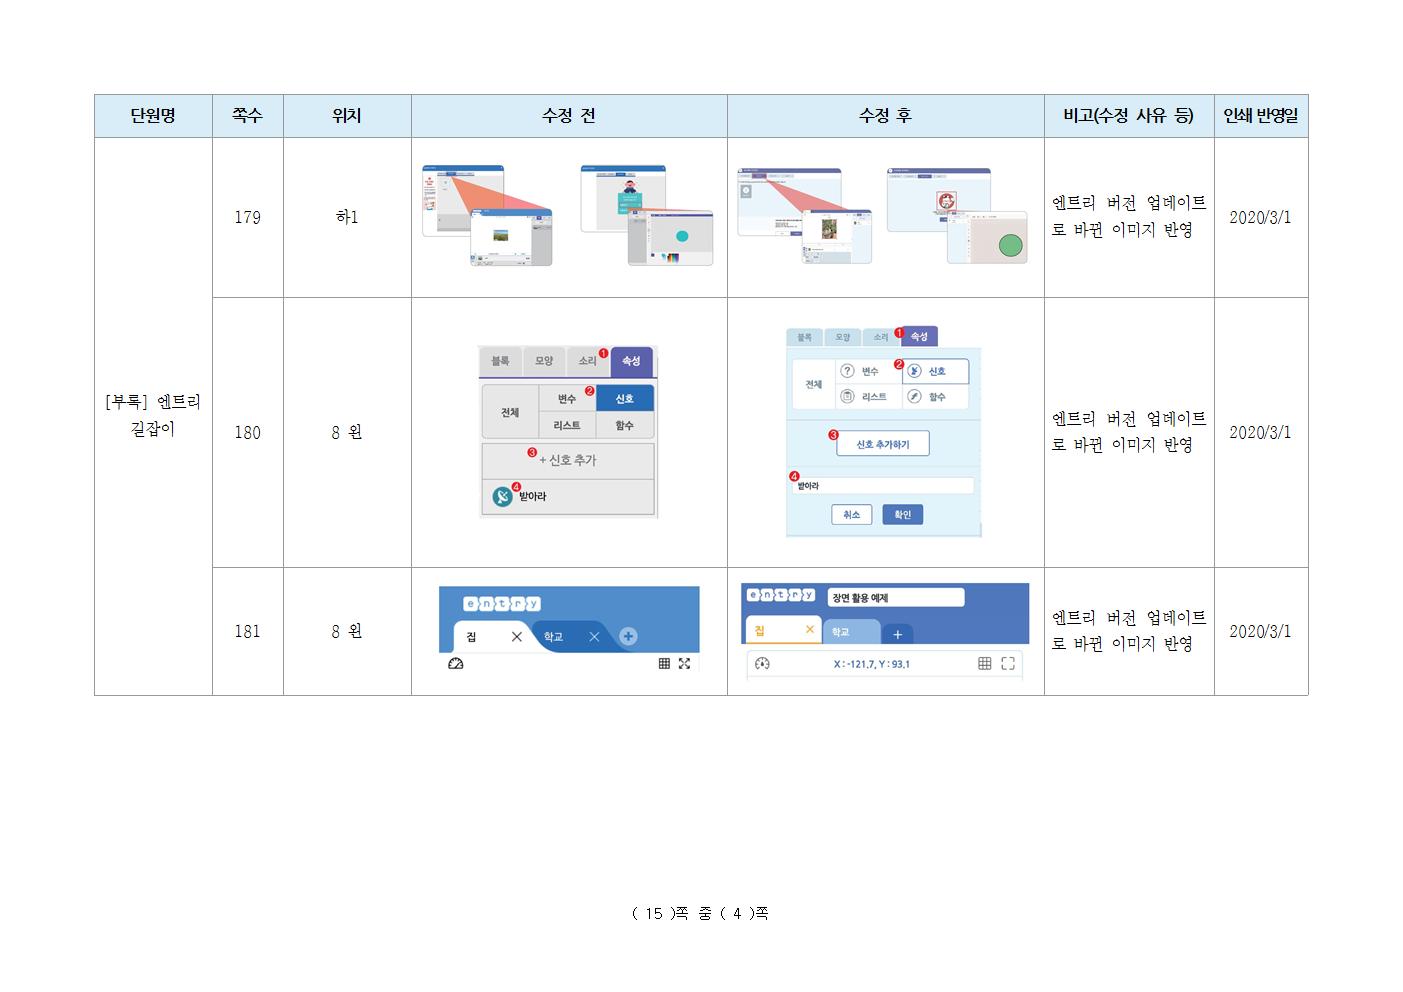 단원명 쪽수 위치 수정 전 수정 후 비고(수정 사유 등) 인쇄 반영일
[부록] 엔트리
길잡이
179 하1
엔트리 버전 업데이트
로 바뀐 이미지 반영
2020/3/1
180 8 왼
블록 모양 소리 1 속성
전체 변수 2 신호
리스트 함수
3 + 신호 추가
4 받아라
블록 모양 소리 1 속성
전체 ? 변수 2 신호
리스트 함수
3 신호 추가하기
4 받아라
취소 확인
엔트리 버전 업데이트
로 바뀐 이미지 반영
2020/3/1
181 8 왼
entry
집 학교
entry 장면 활용 예제
집 학교 +
X : -121.7, Y : 93.1
엔트리 버전 업데이트
로 바뀐 이미지 반영
2020/3/1
( 15 )쪽 중 ( 4 )쪽